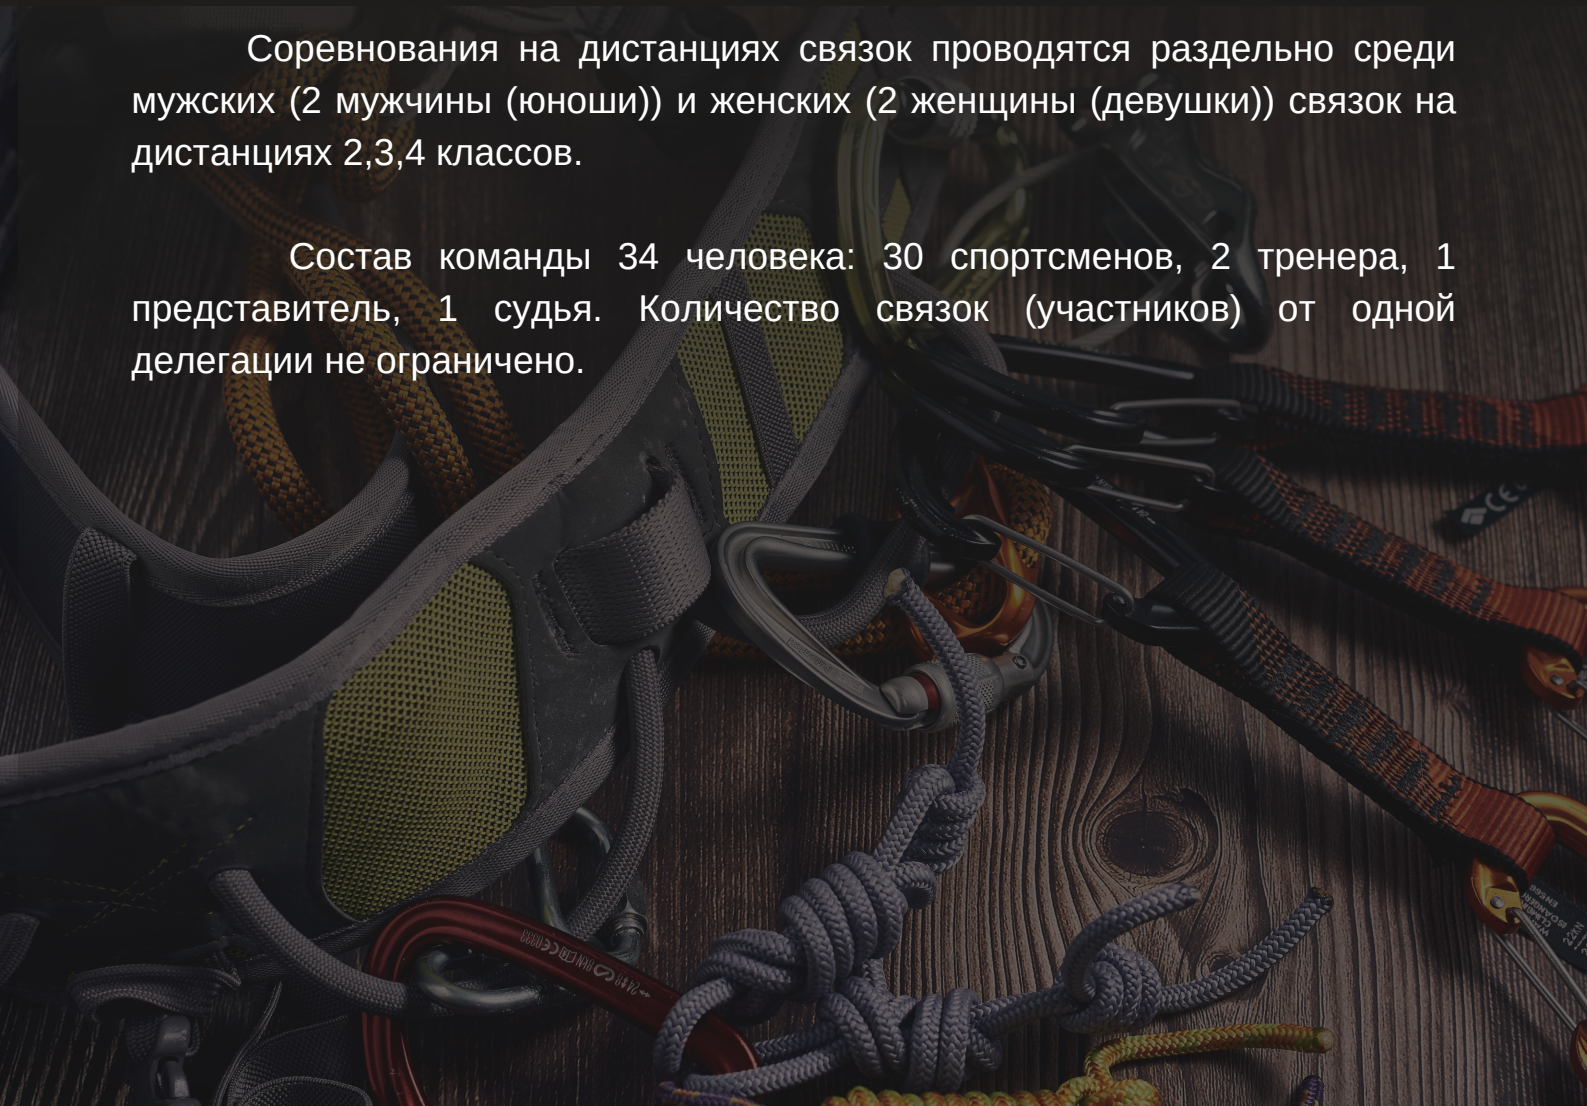 Соревнования на дистанциях связок проводятся раздельно среди
мужских (2 мужчины (юноши)) и женских (2 женщины (девушки)) связок на
дистанциях 2,3,4 классов.
Состав команды 34 человека: 30 спортсменов, 2 тренера, 1
представитель, 1 судья. Количество связок (участников) от одной
делегации не ограничено.